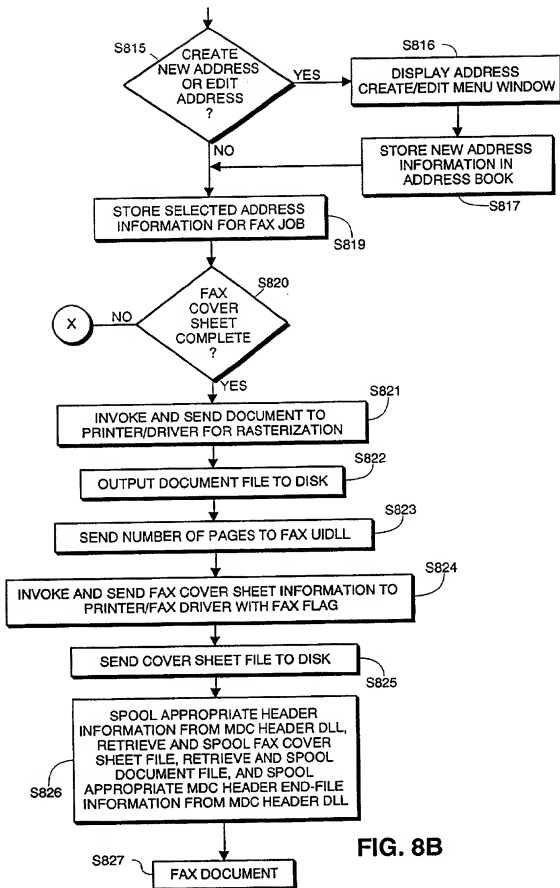 S815
CREATE
NEW ADDRESS
OR EDIT
ADDRESS
?
YES
S816
DISPLAY ADDRESS
CREATE/EDIT MENU WINDOW
NO
STORE NEW ADDRESS
INFORMATION IN
ADDRESS BOOK
S817
STORE SELECTED ADDRESS
INFORMATION FOR FAX JOB
S819
S820
FAX
COVER
SHEET
COMPLETE
?
NO
X
YES
S821
INVOKE AND SEND DOCUMENT TO
PRINTER/DRIVER FOR RASTERIZATION
S822
OUTPUT DOCUMENT FILE TO DISK
S823
SEND NUMBER OF PAGES TO FAX UIDLL
S824
INVOKE AND SEND FAX COVER SHEET INFORMATION TO
PRINTER/FAX DRIVER WITH FAX FLAG
SEND COVER SHEET FILE TO DISK
S825
SPOOL APPROPRIATE HEADER
INFORMATION FROM MDC HEADER DLL,
RETRIEVE AND SPOOL FAX COVER
SHEET FILE, RETRIEVE AND SPOOL
DOCUMENT FILE, AND SPOOL
APPROPRIATE MDC HEADER END-FILE
INFORMATION FROM MDC HEADER DLL
S826
S827
FAX DOCUMENT
FIG. 8B